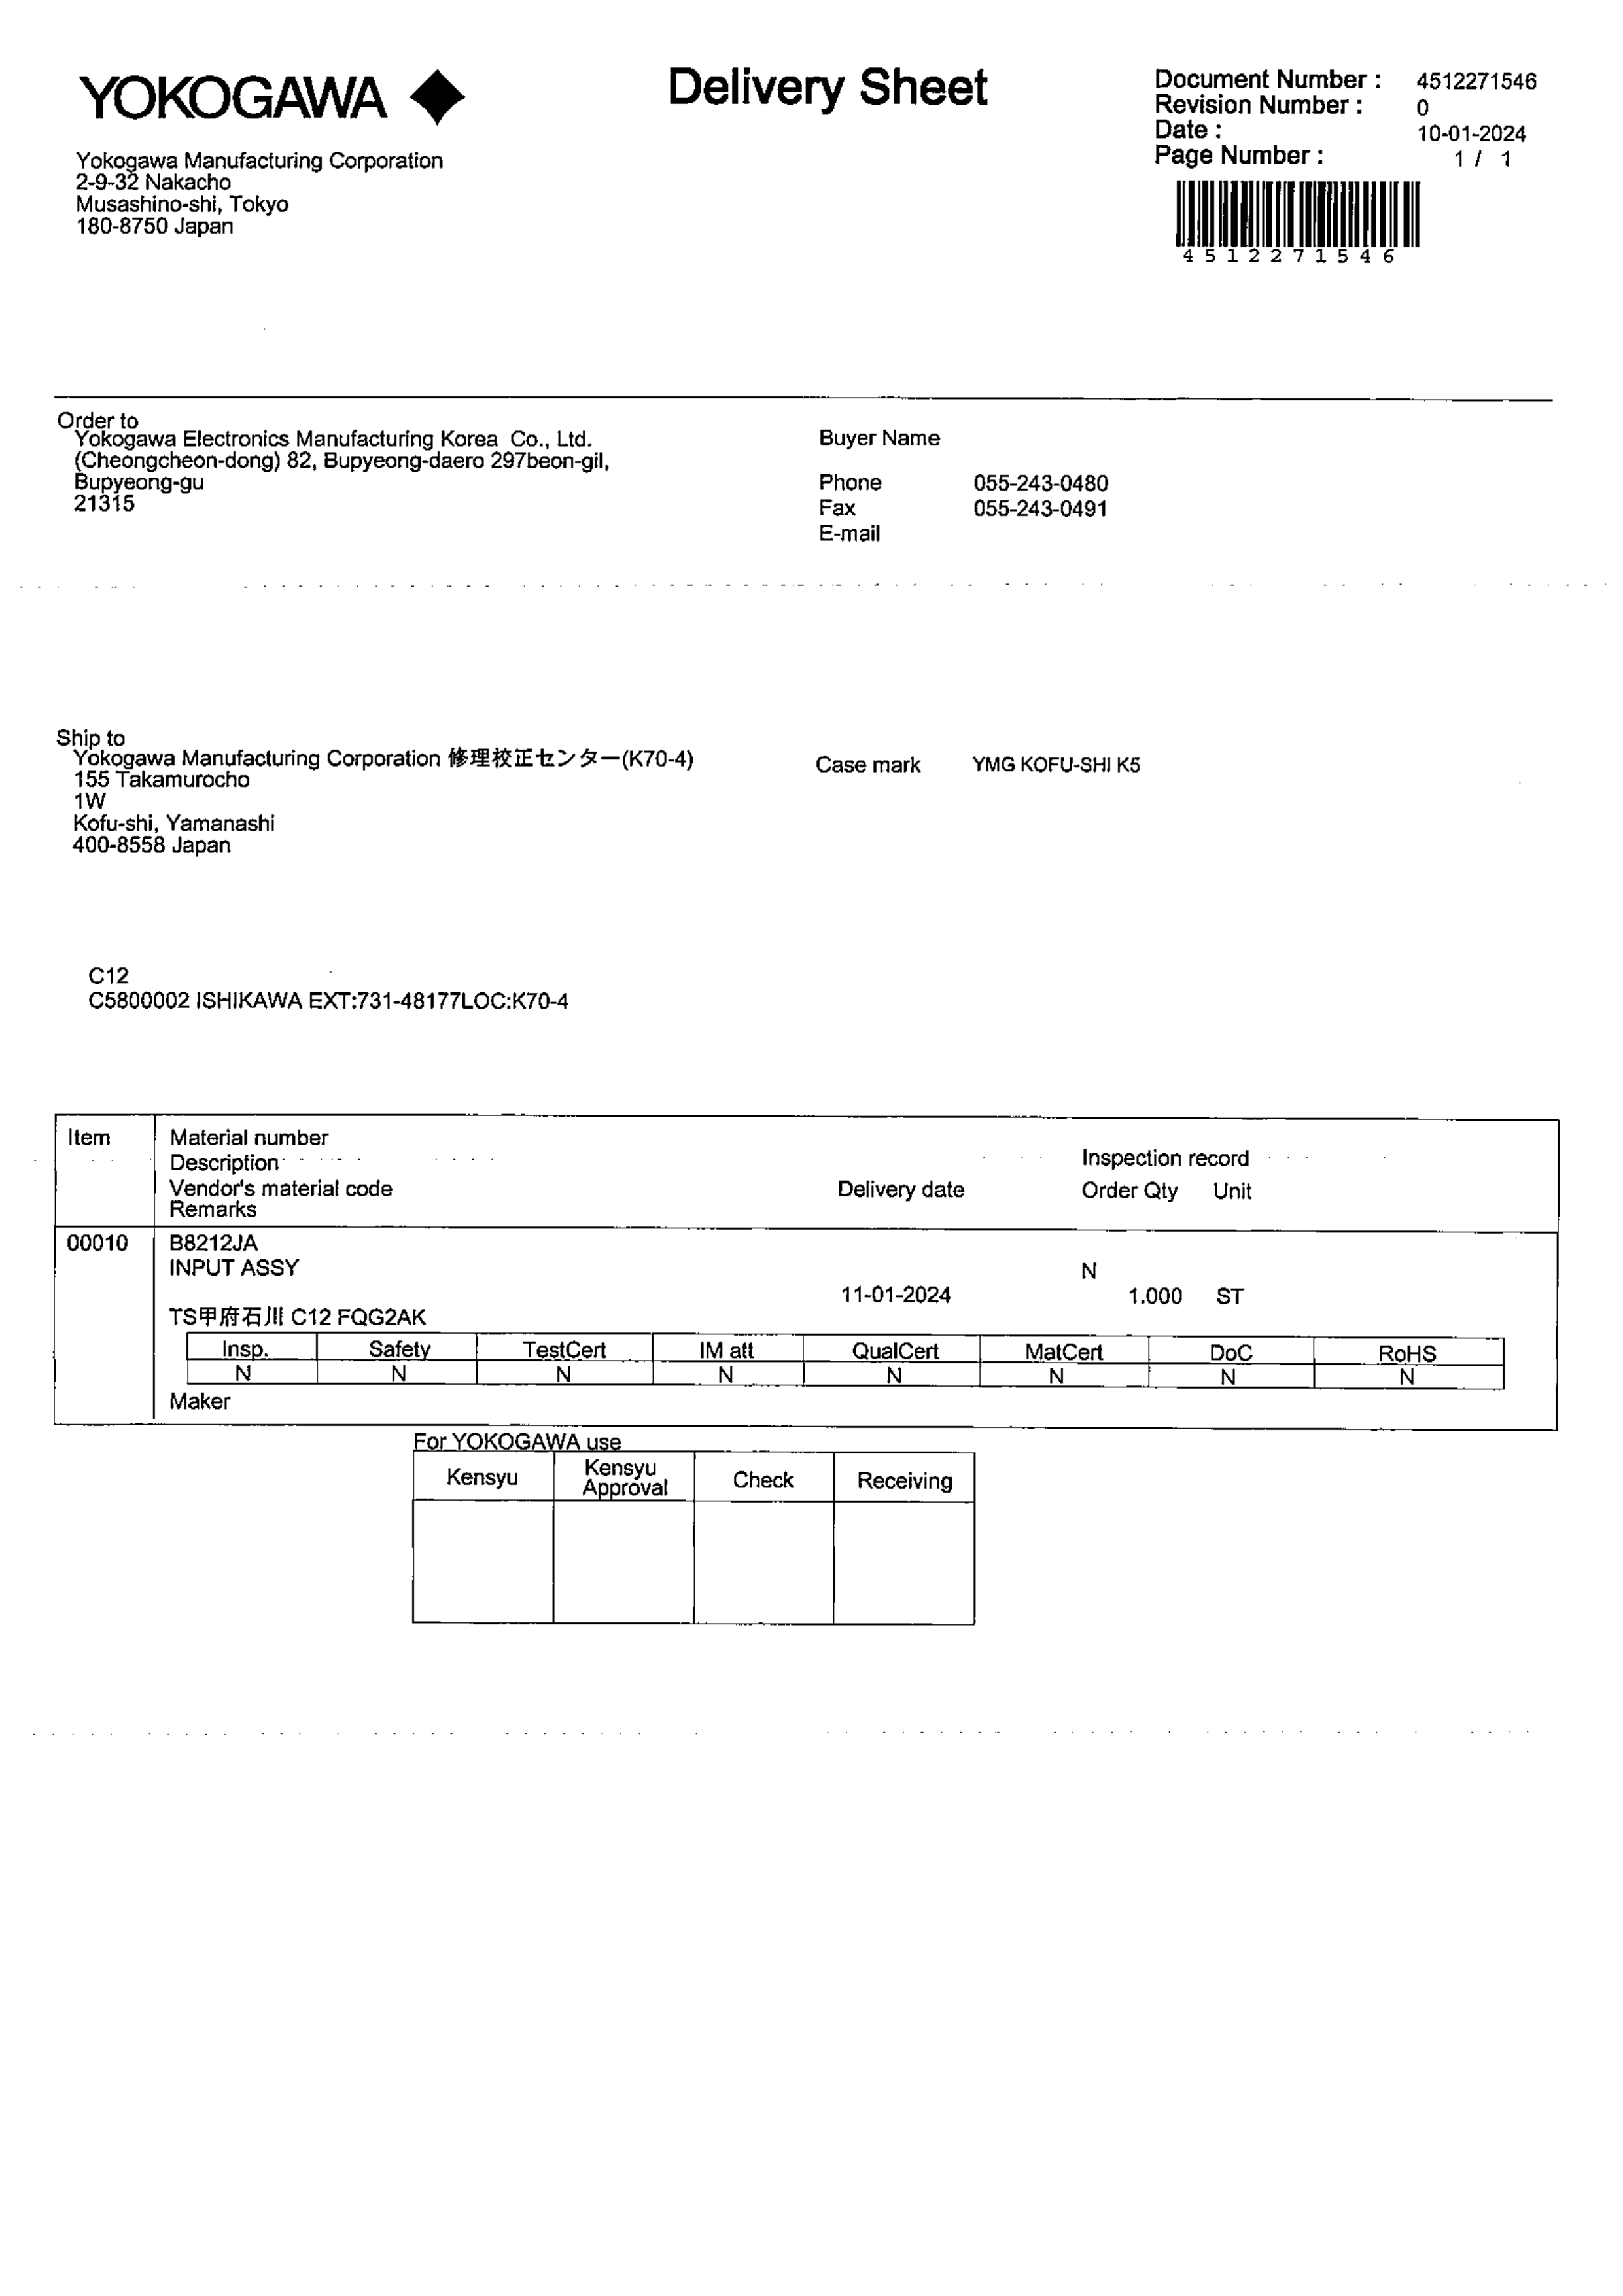 YOKOGAWA
Delivery Sheet
Document Number : 4512271546
Revision Number : 0
Date : 10-01-2024
Page Number : 1 / 1
4512271546
Yokogawa Manufacturing Corporation
2-9-32 Nakacho
Musashino-shi, Tokyo
180-8750 Japan
Order to
Yokogawa Electronics Manufacturing Korea Co., Ltd.
(Cheongcheon-dong) 82, Bupyeong-daero 297beon-gil,
Bupyeong-gu
21315
Buyer Name
Phone 055-243-0480
Fax 055-243-0491
E-mail
Ship to
Yokogawa Manufacturing Corporation 修理校正センター(K70-4)
155 Takamurocho
1W
Kofu-shi, Yamanashi
400-8558 Japan
Case mark YMG KOFU-SHI K5
C12
C5800002 ISHIKAWA EXT:731-48177LOC:K70-4
Item Material number
Description Inspection record
Vendor's material code Delivery date Order Qty Unit
Remarks
00010 B8212JA
INPUT ASSY N
11-01-2024 1.000 ST
TS甲府石川 C12 FQG2AK
Insp. Safety TestCert IM att QualCert MatCert DoC RoHS
N N N N N N N N
Maker
For YOKOGAWA use
Kensyu Kensyu Approval Check Receiving